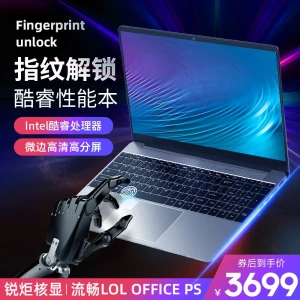 Fingerprint
unlock
指纹解锁
酷睿性能本
Intel酷睿处理器
微边高清高分屏
锐炬核显|流畅LOL OFFICE PS
券后到手价
¥3699